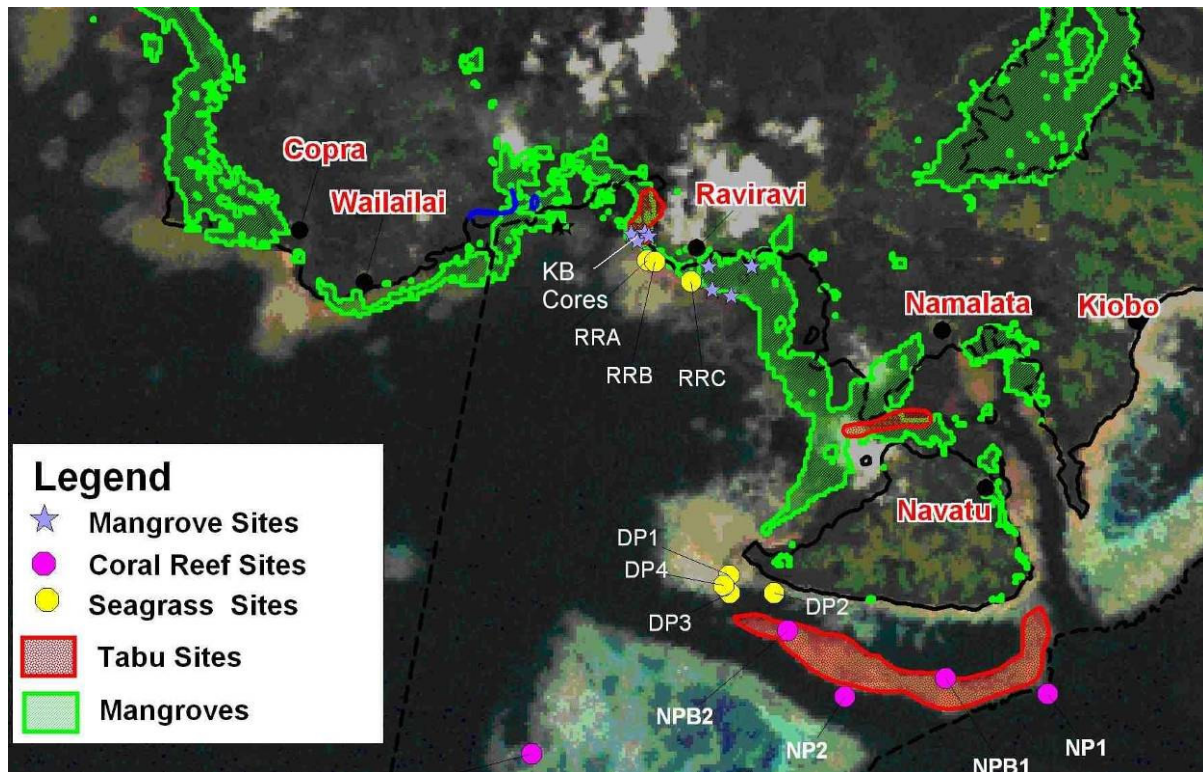 Copra
Wailailai
Raviravi
KB
Cores
RRA
RRB
RRC
Namalata
Kiobo
Navatu
DP1
DP4
DP3
DP2
NPB2
NP2
NPB1
NP1
Legend
Mangrove Sites
Coral Reef Sites
Seagrass Sites
Tabu Sites
Mangroves